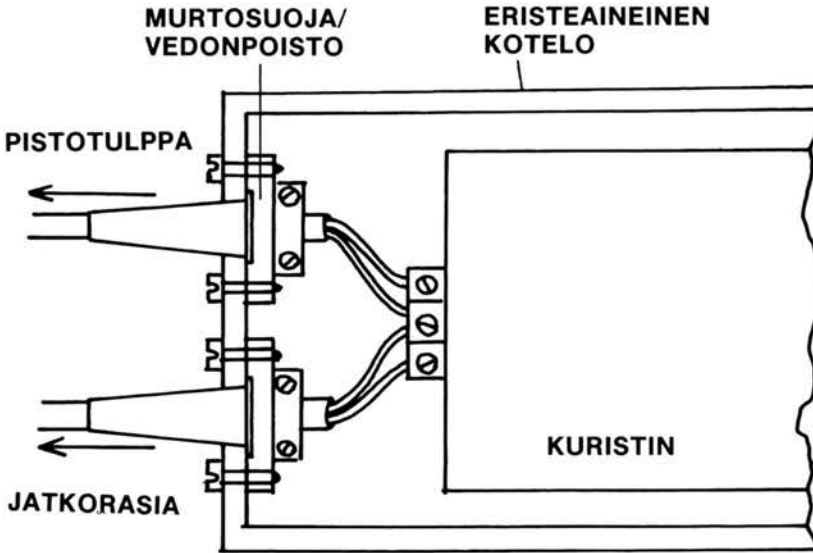 MURTOSUOJA/
VEDONPOISTO
ERISTEAINEINEN
KOTELO
PISTOTULPPA
KURISTIN
JATKORASIA